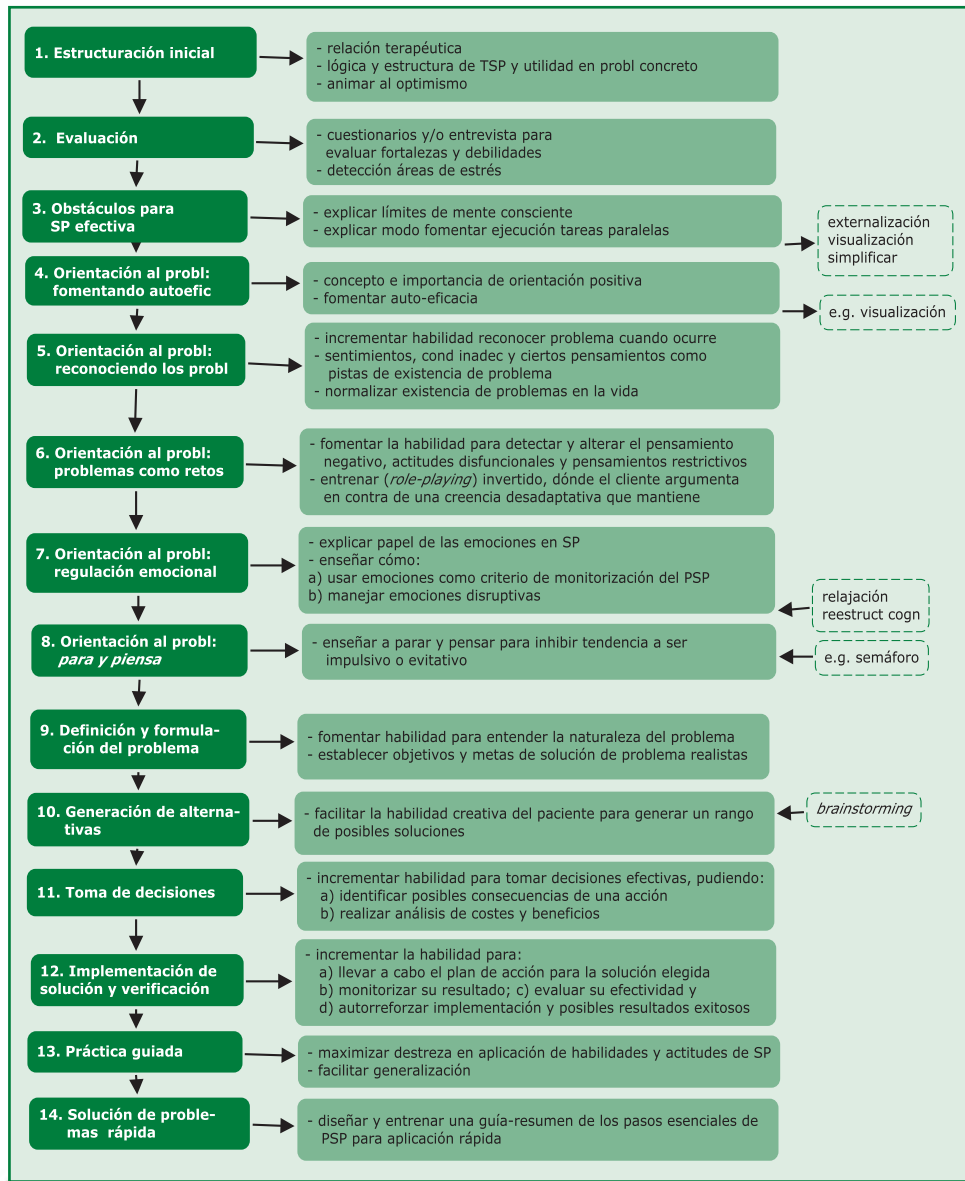 1. Estructuración inicial
- relación terapéutica
- lógica y estructura de TSP y utilidad en probl concreto
- animar al optimismo
2. Evaluación
- cuestionarios y/o entrevista para
evaluar fortalezas y debilidades
- detección áreas de estrés
3. Obstáculos para
SP efectiva
- explicar límites de mente consciente
- explicar modo fomentar ejecución tareas paralelas
externalización
visualización
simplificar
4. Orientación al probl:
fomentando autoefic
- concepto e importancia de orientación positiva
- fomentar auto-eficacia
e.g. visualización
5. Orientación al probl:
reconociendo los probl
- incrementar habilidad reconocer problema cuando ocurre
- sentimientos, cond inadec y ciertos pensamientos como
pistas de existencia de problema
- normalizar existencia de problemas en la vida
6. Orientación al probl:
problemas como retos
- fomentar la habilidad para detectar y alterar el pensamiento
negativo, actitudes disfuncionales y pensamientos restrictivos
- entrenar (role-playing) invertido, dónde el cliente argumenta
en contra de una creencia desadaptativa que mantiene
7. Orientación al probl:
regulación emocional
- explicar papel de las emociones en SP
- enseñar cómo:
a) usar emociones como criterio de monitorización del PSP
b) manejar emociones disruptivas
relajación
reestruct cogn
8. Orientación al probl:
para y piensa
- enseñar a parar y pensar para inhibir tendencia a ser
impulsivo o evitativo
e.g. semáforo
9. Definición y formula-
ción del problema
- fomentar habilidad para entender la naturaleza del problema
- establecer objetivos y metas de solución de problema realistas
10. Generación de alterna-
tivas
- facilitar la habilidad creativa del paciente para generar un rango
de posibles soluciones
brainstorming
11. Toma de decisiones
- incrementar habilidad para tomar decisiones efectivas, pudiendo:
a) identificar posibles consecuencias de una acción
b) realizar análisis de costes y beneficios
12. Implementación de
solución y verificación
- incrementar la habilidad para:
a) llevar a cabo el plan de acción para la solución elegida
b) monitorizar su resultado; c) evaluar su efectividad y
d) autorreforzar implementación y posibles resultados exitosos
13. Práctica guiada
- maximizar destreza en aplicación de habilidades y actitudes de SP
- facilitar generalización
14. Solución de proble-
mas rápida
- diseñar y entrenar una guía-resumen de los pasos esenciales de
PSP para aplicación rápida